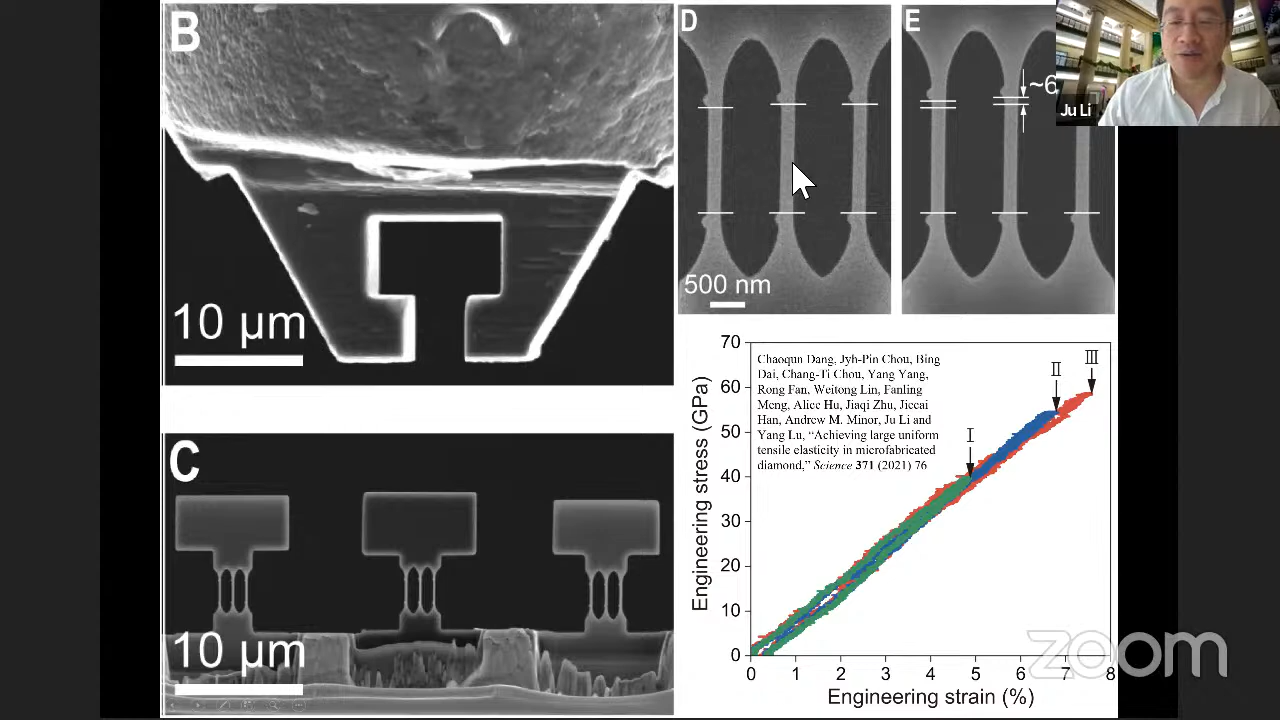 B
10 µm
C
10 µm
D
500 nm
E
~6
Ju Li
Chaoqun Dang, Jyh-Pin Chou, Bing
Dai, Chang-Ti Chou, Yang Yang,
Rong Fan, Weitong Lin, Fanling
Meng, Alice Hu, Jiaqi Zhu, Jiecai
Han, Andrew M. Minor, Ju Li and
Yang Lu, “Achieving large uniform
tensile elasticity in microfabricated
diamond,” Science 371 (2021) 76
I
II
III
Engineering stress (GPa)
70
60
50
40
30
20
10
0
0 1 2 3 4 5 6 7 8
Engineering strain (%)
zoom